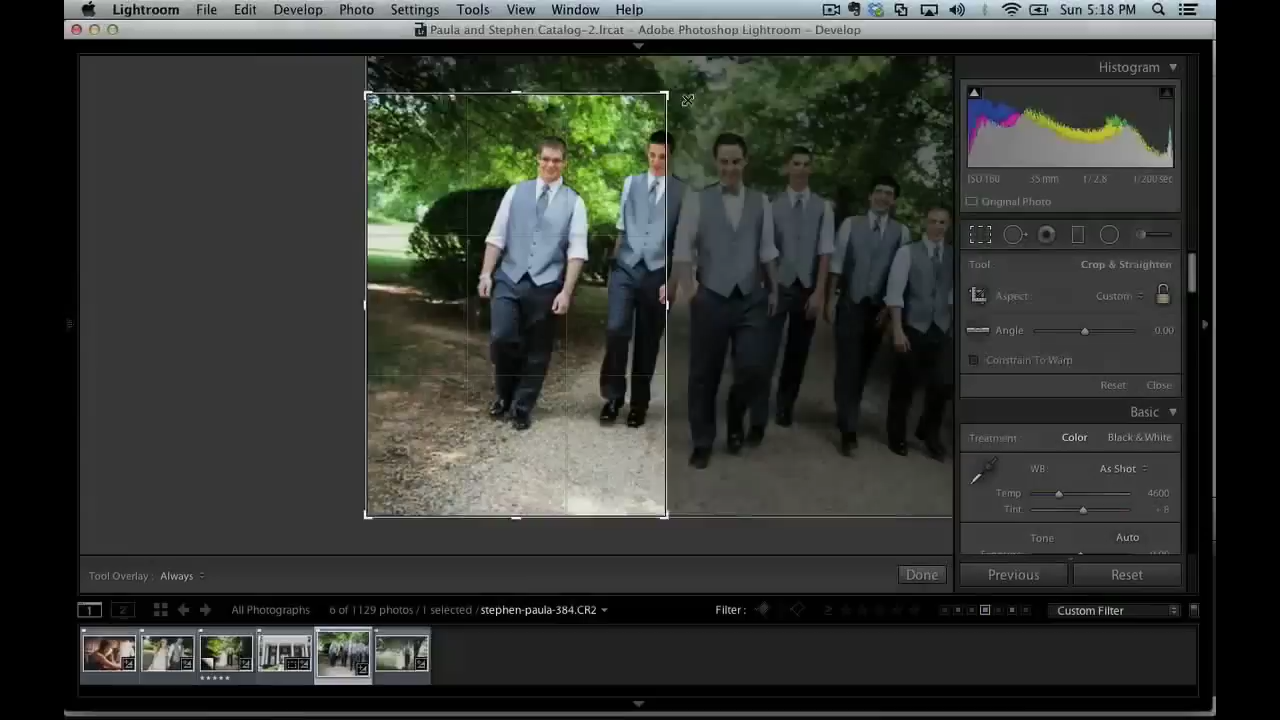 Lightroom File Edit Develop Photo Settings Tools View Window Help Sun 5:18 PM
Paula and Stephen Catalog-2.lrcat - Adobe Photoshop Lightroom - Develop
Histogram
ISO 160 35 mm f / 2.8 1/200 sec
Original Photo
Tool Crop & Straighten
Aspect: Custom
Angle 0.00
Constrain To Warp
Reset Close
Basic
Treatment: Color Black & White
WB: As Shot
Temp 4600
Tint + 8
Tone Auto
Tool Overlay: Always Done Previous Reset
1 2 All Photographs 6 of 1129 photos / 1 selected / stephen-paula-384.CR2 Filter: Custom Filter